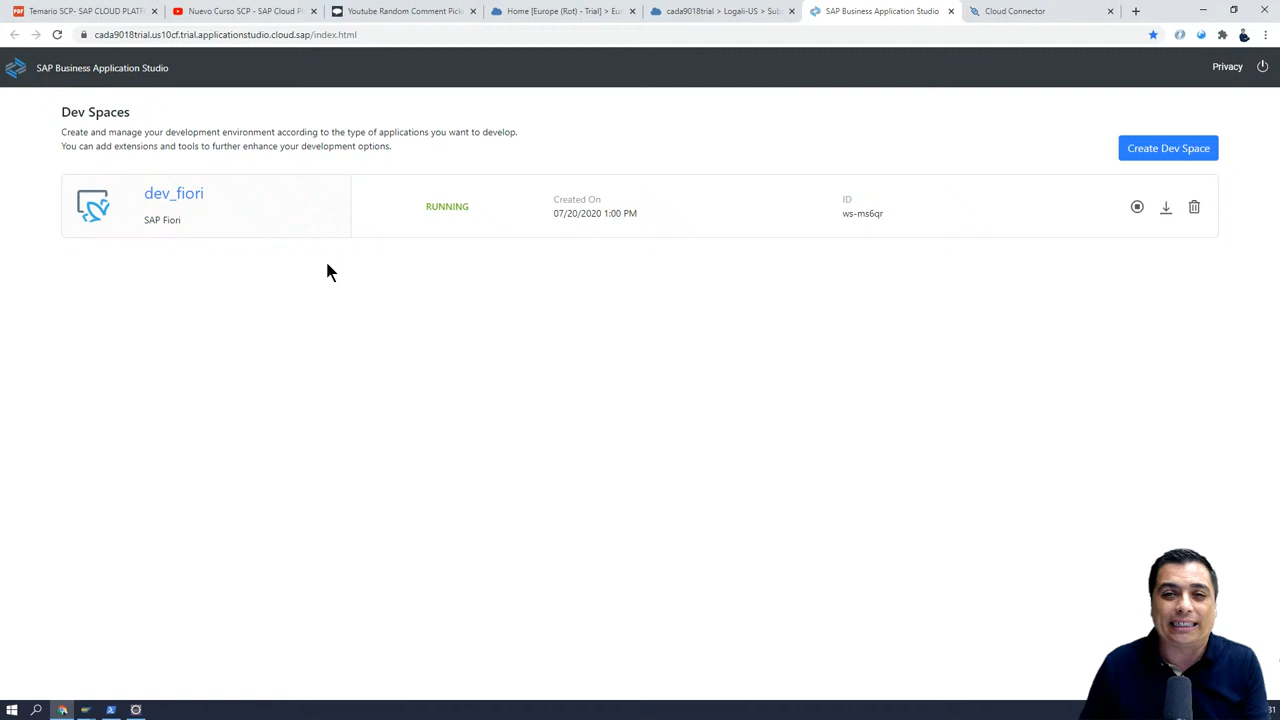 Temario SCP- SAP CLOUD PLATF
Nuevo Curso SCP - SAP Cloud Pl
Youtube Random Comment Picke
Home [Europe (Rot) - Trial] > Eu
cada9018trial > Logali-US > Sub
SAP Business Application Studio
Cloud Connector
cada9018trial.us10cf.trial.applicationstudio.cloud.sap/index.html
SAP Business Application Studio
Privacy
Dev Spaces
Create and manage your development environment according to the type of applications you want to develop.
You can add extensions and tools to further enhance your development options.
Create Dev Space
dev_fiori
SAP Fiori
RUNNING
Created On
07/20/2020 1:00 PM
ID
ws-ms6qr